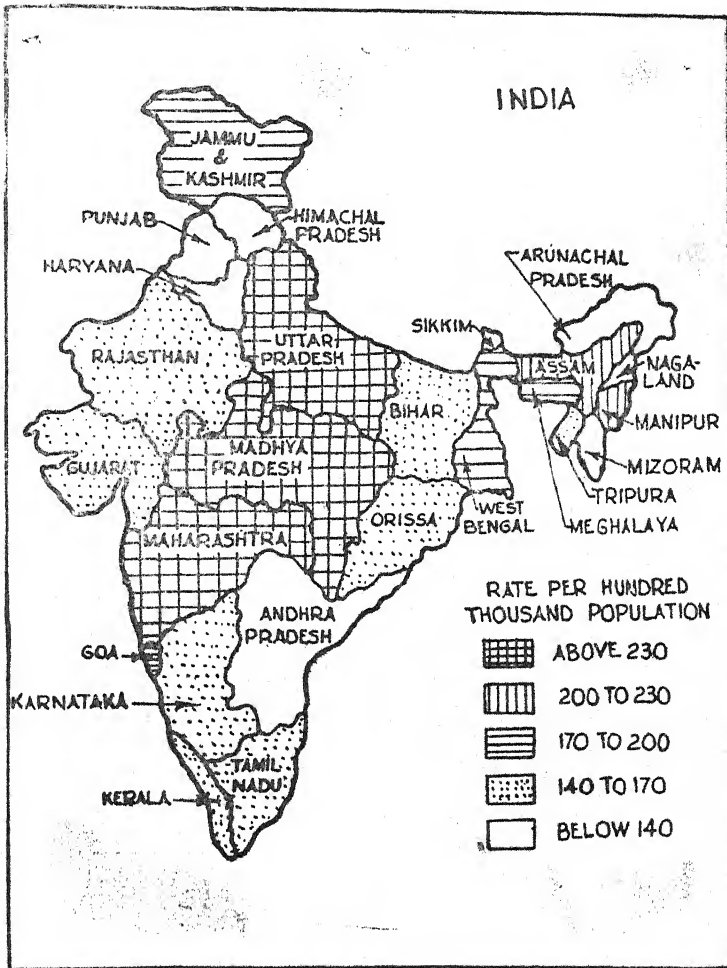 INDIA
JAMMU
&
KASHMIR
PUNJAB
HIMACHAL
PRADESH
HARYANA
ARUNACHAL
PRADESH
SIKKIM
UTTAR
PRADESH
RAJASTHAN
ASSAM
NAGA-
LAND
BIHAR
MANIPUR
MADHYA
PRADESH
GUJARAT
MIZORAM
TRIPURA
WEST
BENGAL
MEGHALAYA
ORISSA
MAHARASHTRA
RATE PER HUNDRED
THOUSAND POPULATION
ANDHRA
PRADESH
GOA
ABOVE 230
KARNATAKA
200 TO 230
170 TO 200
TAMIL
NADU
KERALA
140 TO 170
BELOW 140